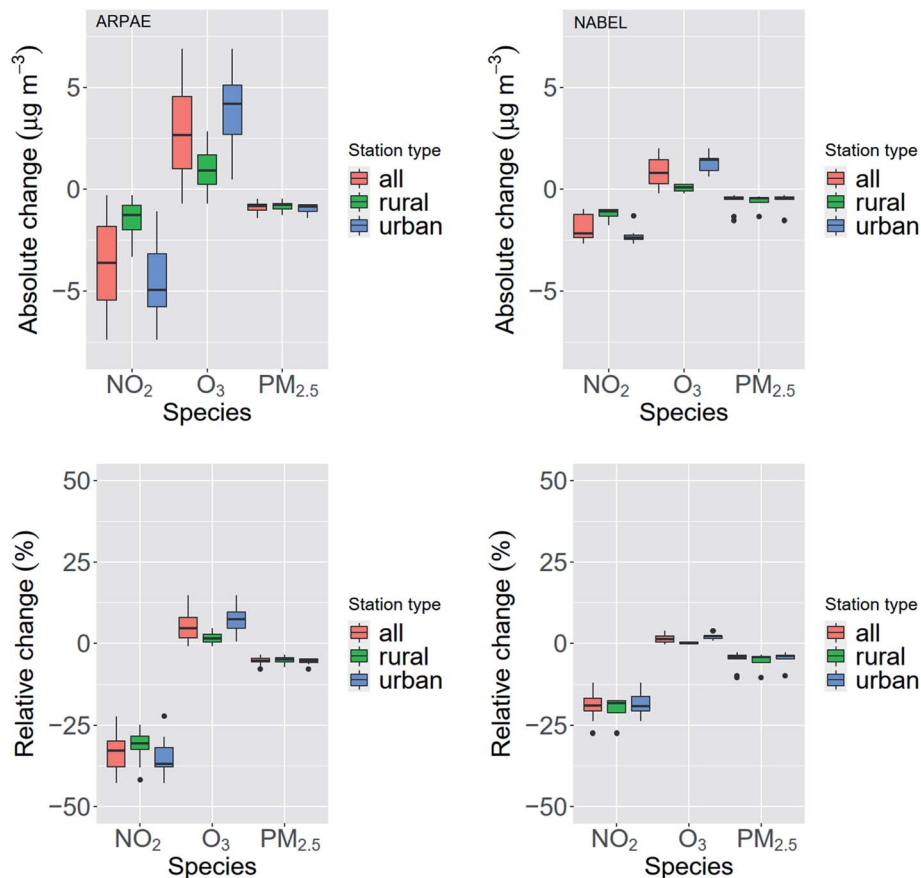 ARPAE
Absolute change (µg m⁻³)
5
0
−5
NO₂ O₃ PM₂.₅
Species
Station type
all
rural
urban
NABEL
Absolute change (µg m⁻³)
5
0
−5
NO₂ O₃ PM₂.₅
Species
Station type
all
rural
urban
Relative change (%)
50
25
0
−25
−50
NO₂ O₃ PM₂.₅
Species
Station type
all
rural
urban
Relative change (%)
50
25
0
−25
−50
NO₂ O₃ PM₂.₅
Species
Station type
all
rural
urban